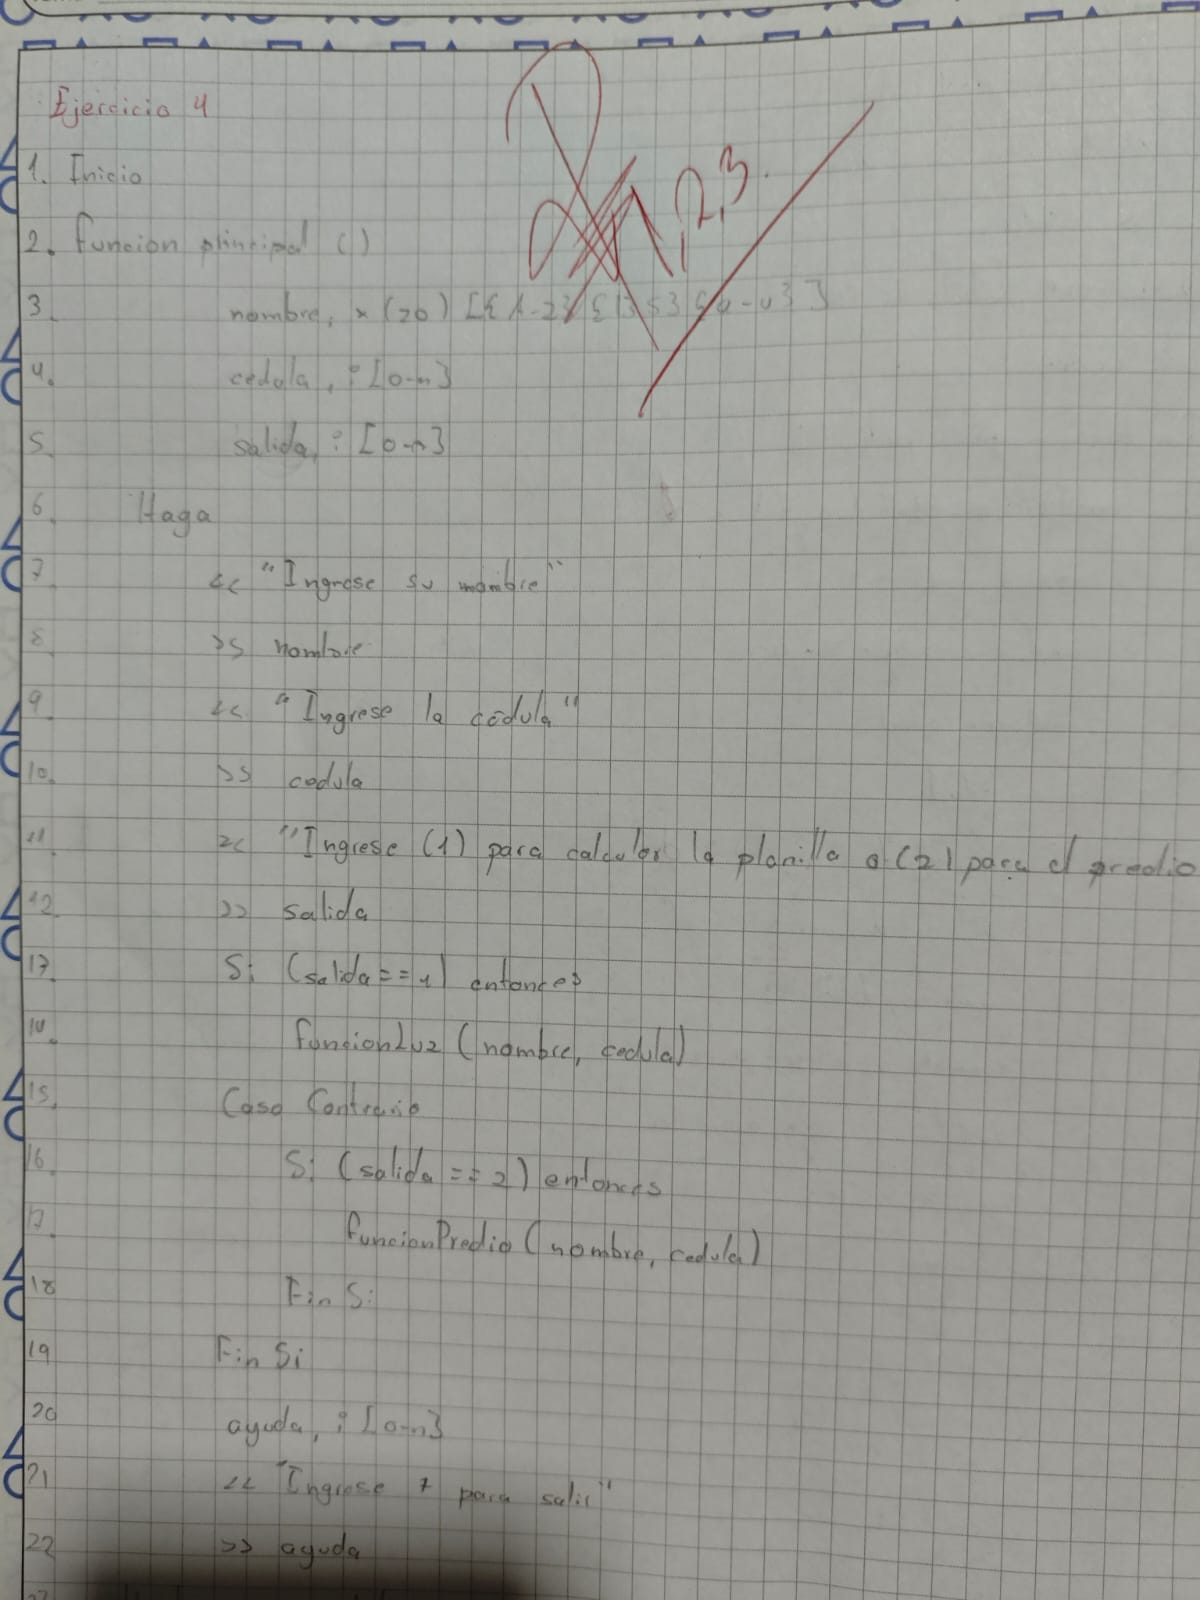 Ejercicio 4
1,2,3.
1. Inicio
2. Funcion principal ()
3. nombre, x (20) [{A-Z}
4. cedula, i [0-n}
5. salida, i [0-n}
6. Haga
7. << "Ingrese su nombre"
8 >> nombre
9 << "Ingrese la cedula"
10. >> cedula
11 << "Ingrese (1) para calcular la planilla o (2) para el predio
12 >> salida
13. Si (salida == 1) entonces
14. funcionLuz (nombre, cedula)
15. Caso Contrario
16 Si (salida == 2) entonces
17 funcionPredio (nombre, cedula)
18 Fin Si
19 Fin Si
20 ayuda, i [0-n}
21 << "Ingrese 7 para salir"
22 >> ayuda